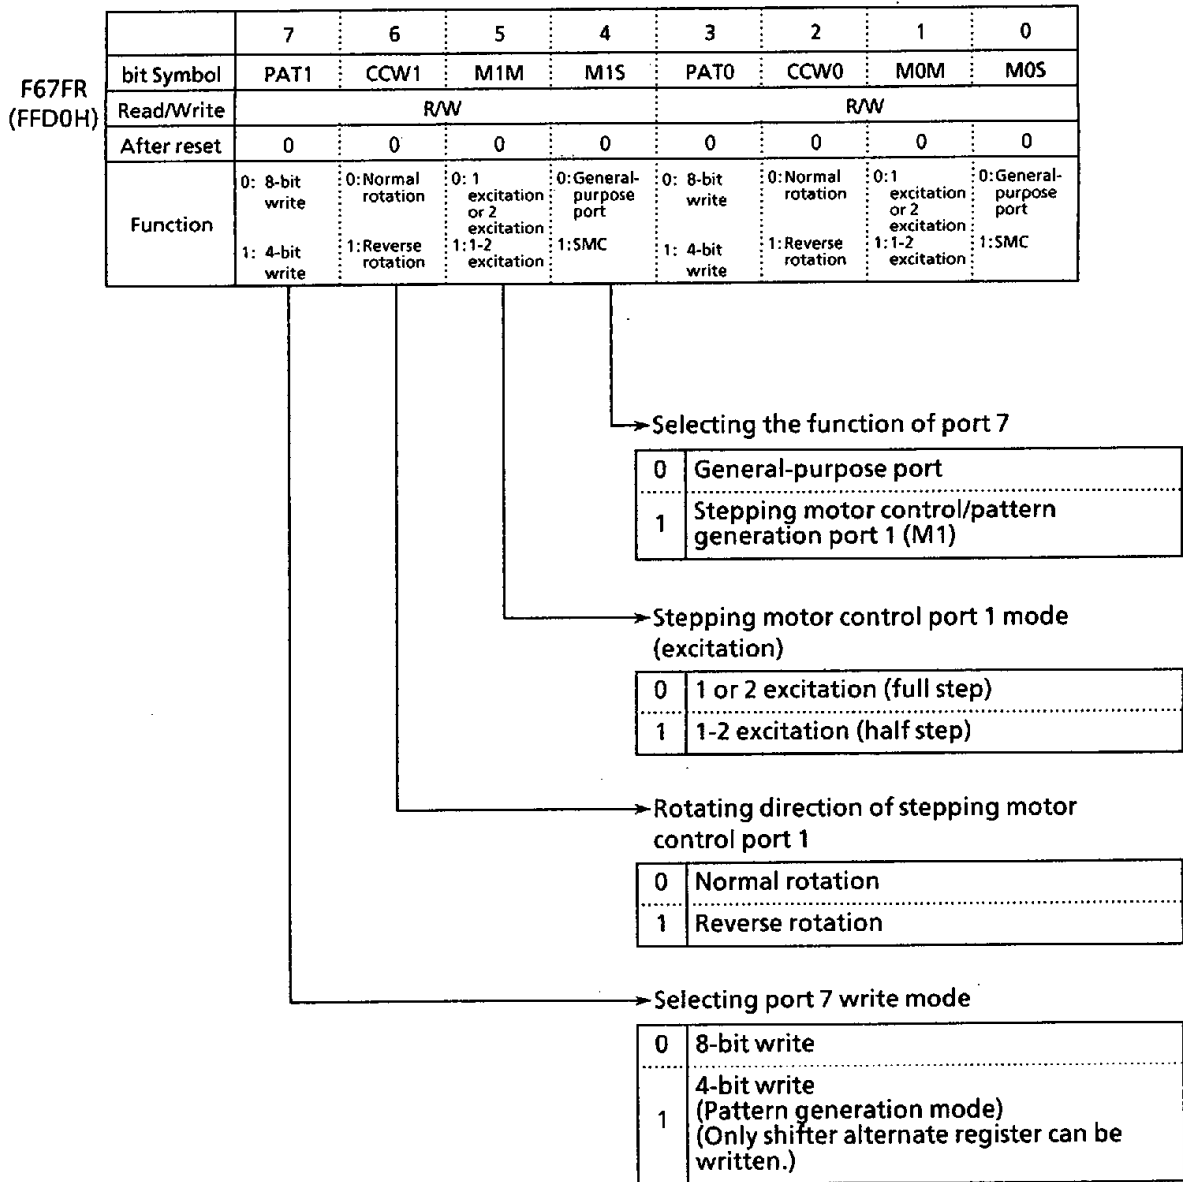 7 6 5 4 3 2 1 0
F67FR
(FFD0H)
bit Symbol PAT1 CCW1 M1M M1S PAT0 CCW0 M0M M0S
Read/Write R/W R/W
After reset 0 0 0 0 0 0 0 0
Function
0: 8-bit write
1: 4-bit write
0:Normal rotation
1:Reverse rotation
0: 1 excitation or 2 excitation
1:1-2 excitation
0:General-purpose port
1:SMC
0: 8-bit write
1: 4-bit write
0:Normal rotation
1:Reverse rotation
0:1 excitation or 2 excitation
1:1-2 excitation
0:General-purpose port
1:SMC
Selecting the function of port 7
0 General-purpose port
1 Stepping motor control/pattern
generation port 1 (M1)
Stepping motor control port 1 mode
(excitation)
0 1 or 2 excitation (full step)
1 1-2 excitation (half step)
Rotating direction of stepping motor
control port 1
0 Normal rotation
1 Reverse rotation
Selecting port 7 write mode
0 8-bit write
1 4-bit write
(Pattern generation mode)
(Only shifter alternate register can be
written.)